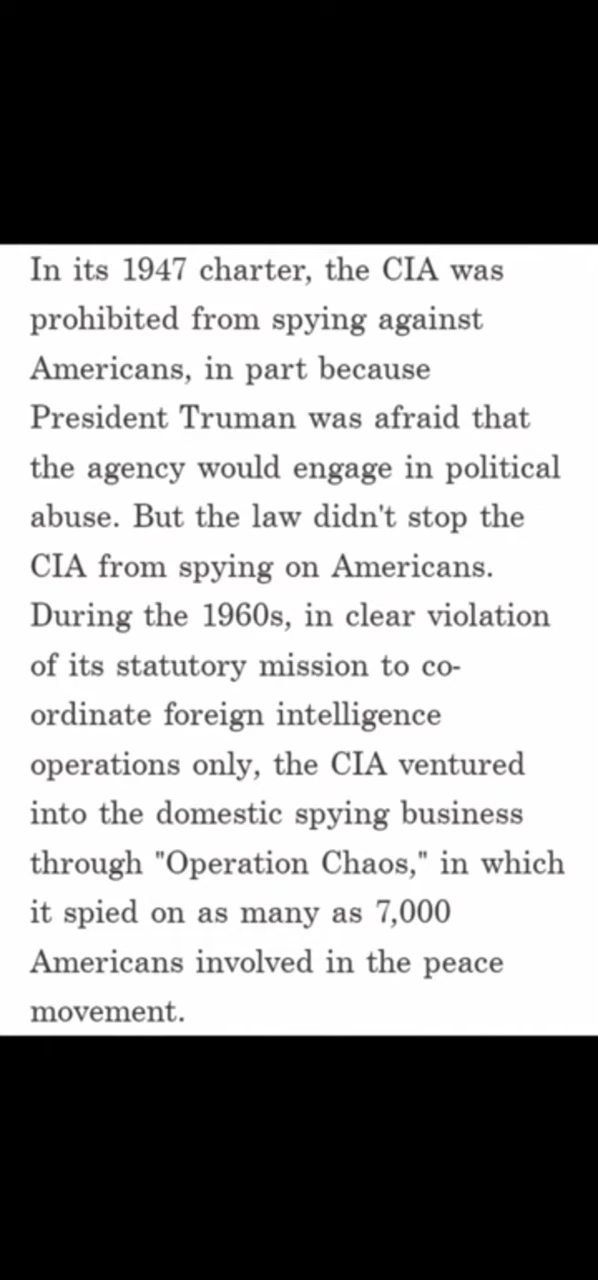 In its 1947 charter, the CIA was
prohibited from spying against
Americans, in part because
President Truman was afraid that
the agency would engage in political
abuse. But the law didn't stop the
CIA from spying on Americans.
During the 1960s, in clear violation
of its statutory mission to co-
ordinate foreign intelligence
operations only, the CIA ventured
into the domestic spying business
through "Operation Chaos," in which
it spied on as many as 7,000
Americans involved in the peace
movement.